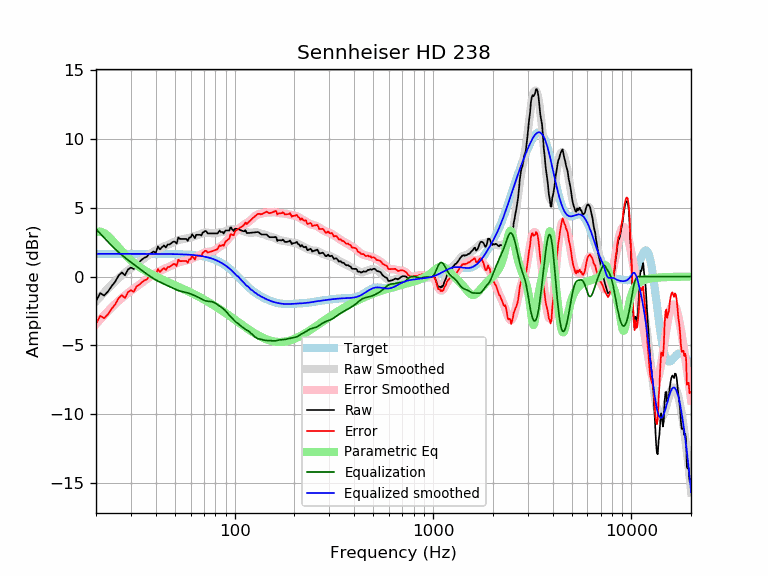 Sennheiser HD 238
Amplitude (dBr)
15
10
5
0
−5
−10
−15
Target
Raw Smoothed
Error Smoothed
Raw
Error
Parametric Eq
Equalization
Equalized smoothed
100
1000
10000
Frequency (Hz)